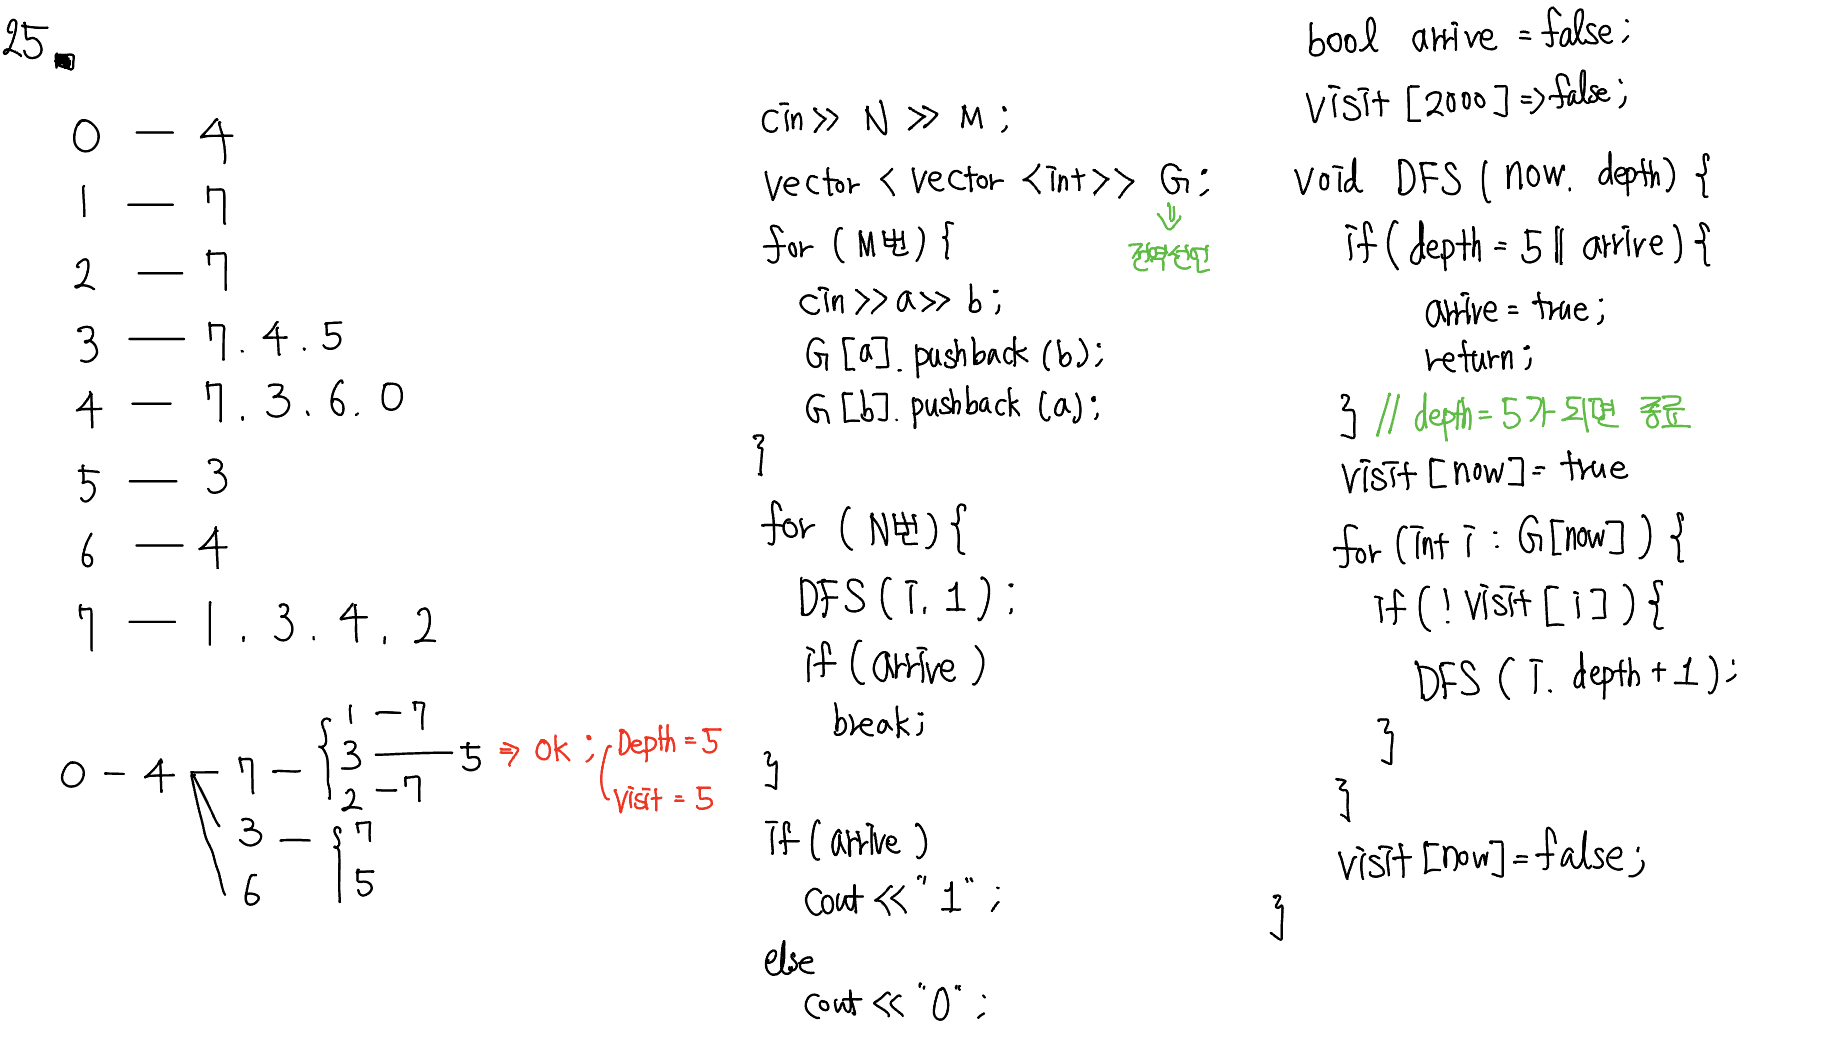 25.
0 - 4
1 - 7
2 - 7
3 - 7. 4. 5
4 - 7. 3. 6. 0
5 - 3
6 - 4
7 - 1. 3. 4. 2
0 - 4 - 7 - { 1 - 7
3 - 5 ⇒ ok ; Depth = 5
2 - 7 visit = 5
3 - { 7
6 5
cin >> N >> M ;
vector < vector <int>> G ;
⇓
전역선언
for ( M번 ) {
cin >> a >> b ;
G [a]. pushback (b);
G [b]. pushback (a);
}
for ( N번 ) {
DFS ( i. 1 ) ;
if ( arrive )
break;
}
if ( arrive )
cout << "1" ;
else
cout << "0" ;
bool arrive = false;
visit [2000] => false;
void DFS ( now. depth) {
if ( depth = 5 || arrive ) {
arrive = true;
return;
} // depth = 5가 되면 종료
visit [now] = true
for (int i : G[now] ) {
if ( ! visit [ i ] ) {
DFS ( i. depth + 1 );
}
}
visit [now] = false;
}